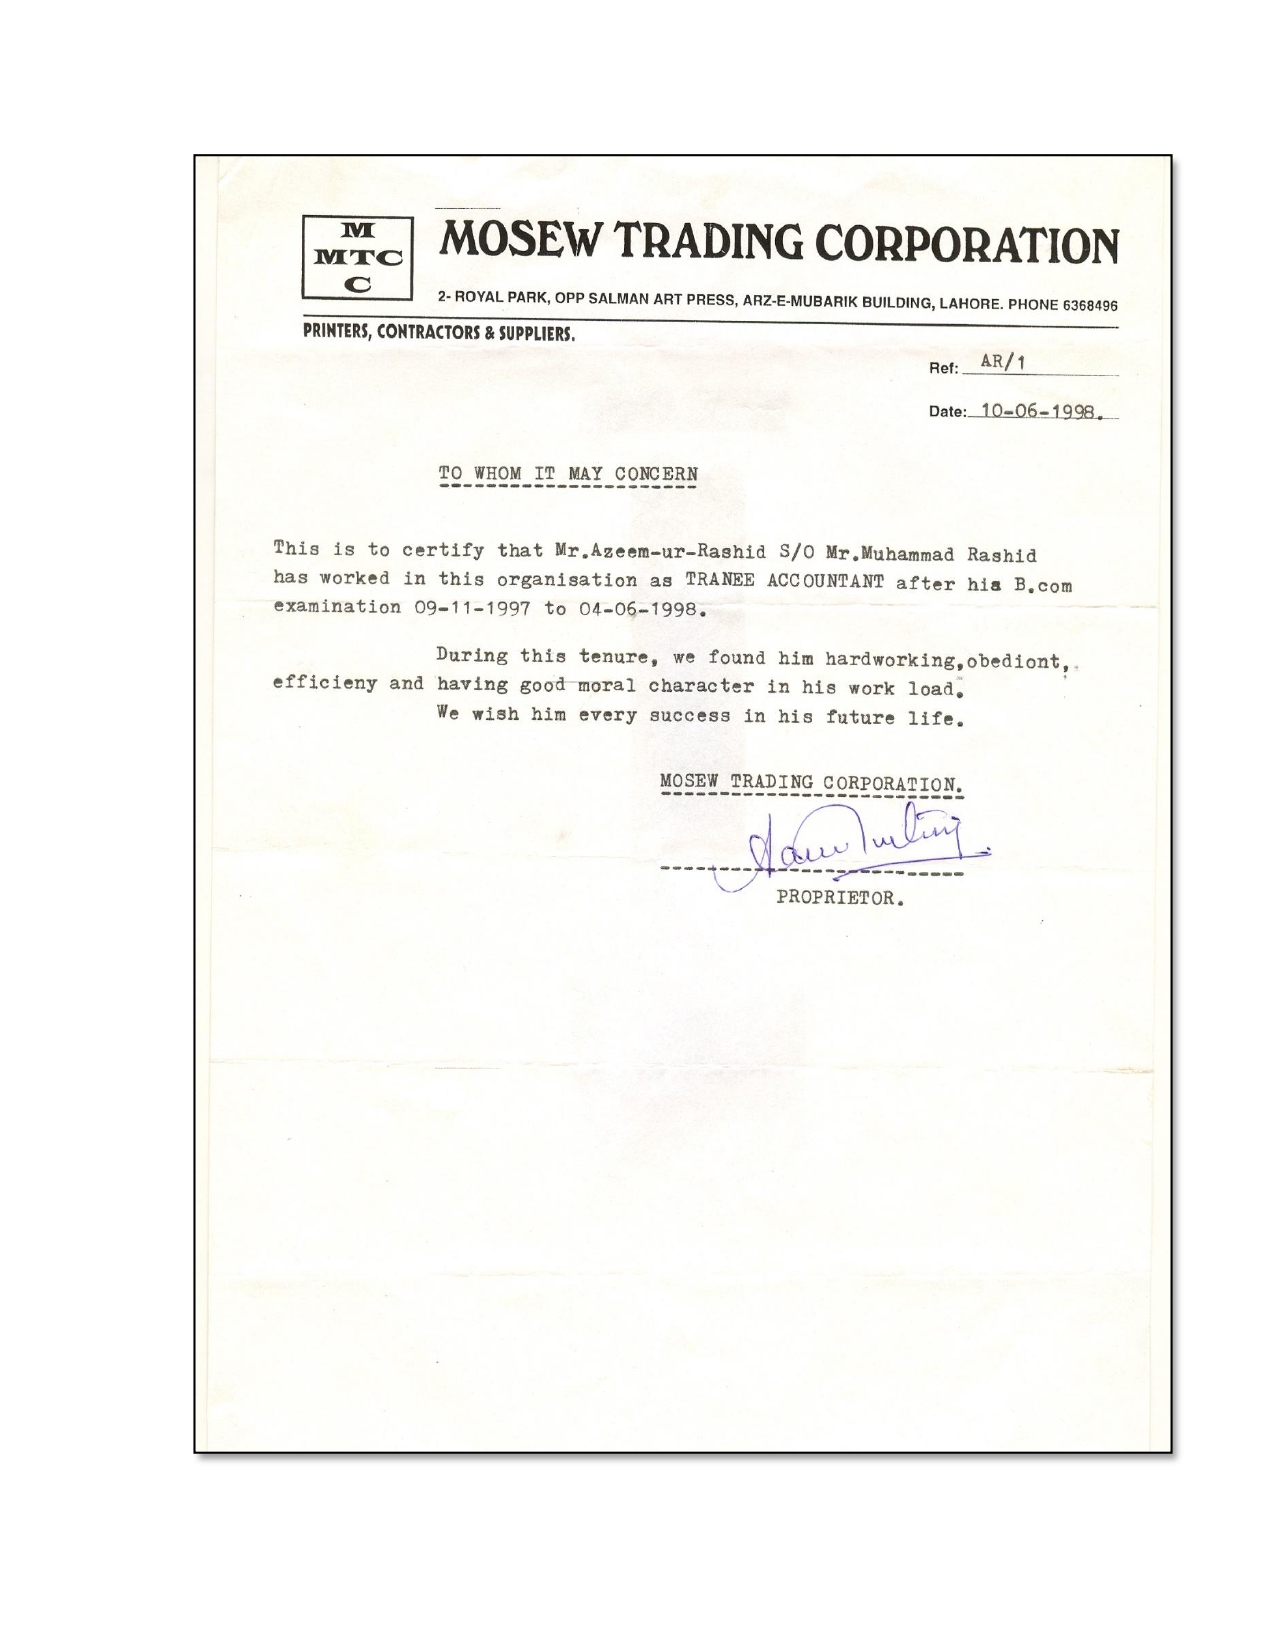 M
MTC
C
MOSEW TRADING CORPORATION
2- ROYAL PARK, OPP SALMAN ART PRESS, ARZ-E-MUBARIK BUILDING, LAHORE. PHONE 6368496
PRINTERS, CONTRACTORS & SUPPLIERS.
Ref: AR/1
Date: 10-06-1998.
TO WHOM IT MAY CONCERN
This is to certify that Mr.Azeem-ur-Rashid S/O Mr.Muhammad Rashid
has worked in this organisation as TRANEE ACCOUNTANT after his B.com
examination 09-11-1997 to 04-06-1998.
During this tenure, we found him hardworking,obediont,
efficieny and having good moral character in his work load.
We wish him every success in his future life.
MOSEW TRADING CORPORATION.
PROPRIETOR.